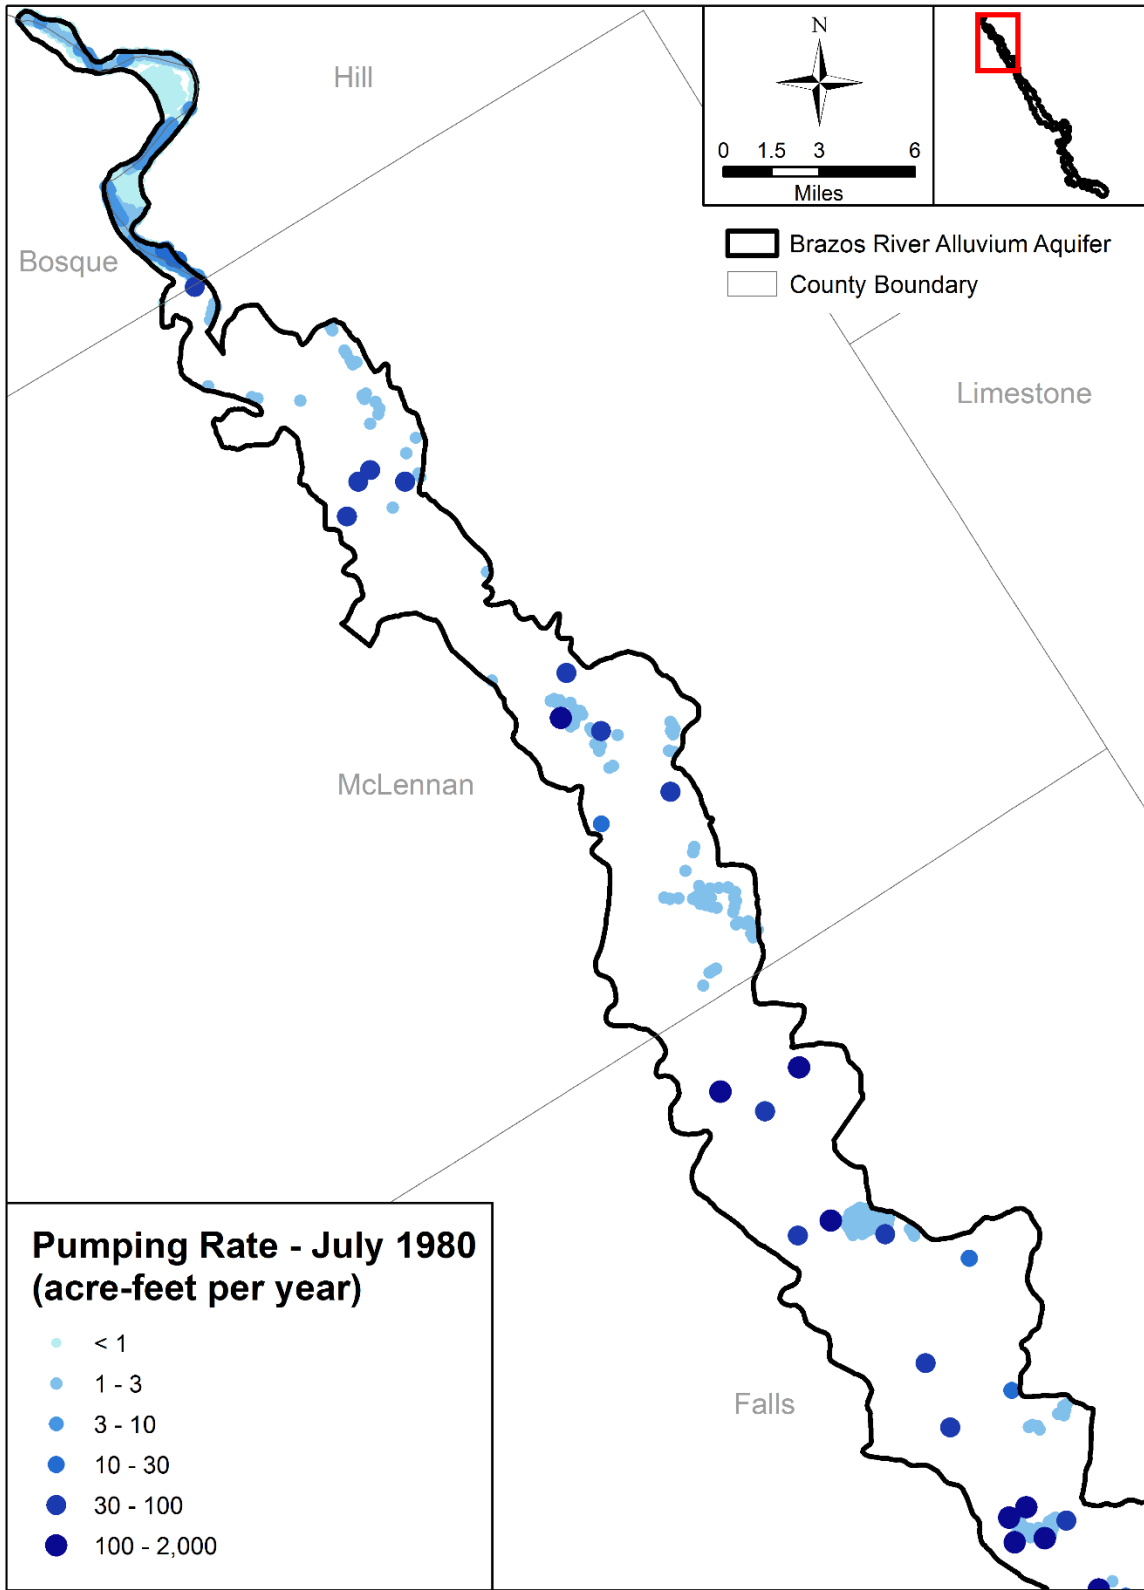 Hill
N
0 1.5 3 6
Miles
Bosque
Brazos River Alluvium Aquifer
County Boundary
Limestone
McLennan
Falls
Pumping Rate - July 1980
(acre-feet per year)
< 1
1 - 3
3 - 10
10 - 30
30 - 100
100 - 2,000